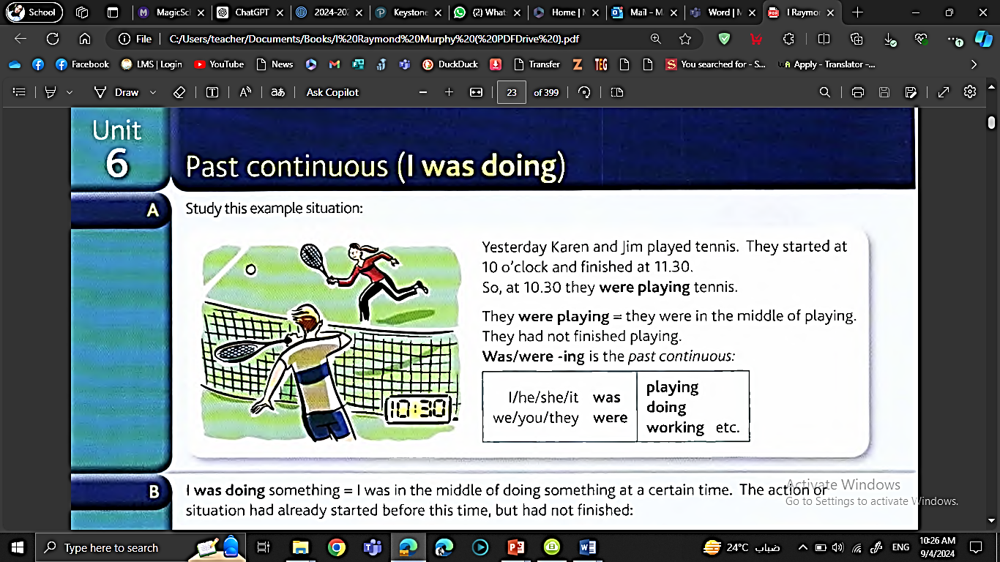 School
MagicScl
ChatGPT
2024-202
Keystone
(2) What
Home | M
Mail - M
Word | M
I Raymor
File
C:/Users/teacher/Documents/Books/I%20Raymond%20Murphy%20(%20PDFDrive%20).pdf
Facebook
LMS | Login
YouTube
News
DuckDuck
Transfer
TEG
You searched for - S...
Apply - Translator -...
Draw
Ask Copilot
23 of 399
Unit
6
Past continuous (I was doing)
A
Study this example situation:
Yesterday Karen and Jim played tennis. They started at
10 o'clock and finished at 11.30.
So, at 10.30 they were playing tennis.
They were playing = they were in the middle of playing.
They had not finished playing.
Was/were -ing is the past continuous:
I/he/she/it was
we/you/they were
playing
doing
working etc.
10:30
B
I was doing something = I was in the middle of doing something at a certain time. The action or
situation had already started before this time, but had not finished:
Activate Windows
Go to Settings to activate Windows.
Type here to search
24°C ضباب
ENG
10:26 AM
9/4/2024